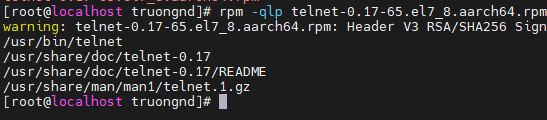 [root@localhost truongnd]# rpm -qlp telnet-0.17-65.el7_8.aarch64.rpm
warning: telnet-0.17-65.el7_8.aarch64.rpm: Header V3 RSA/SHA256 Sign
/usr/bin/telnet
/usr/share/doc/telnet-0.17
/usr/share/doc/telnet-0.17/README
/usr/share/man/man1/telnet.1.gz
[root@localhost truongnd]#